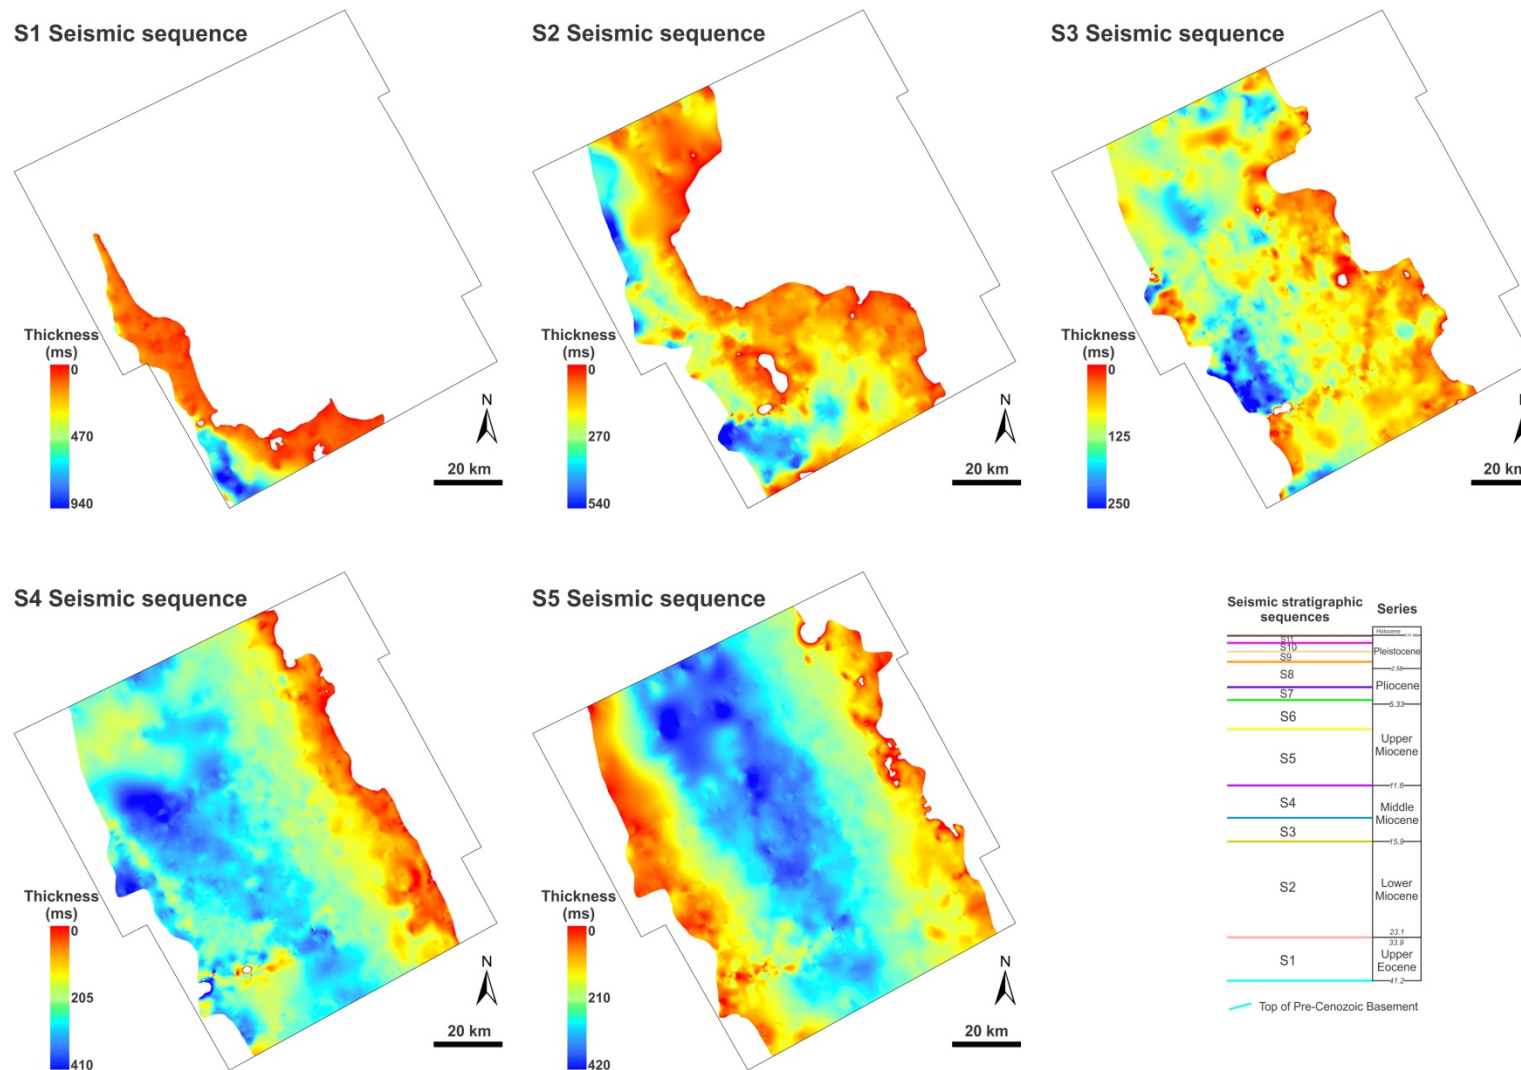 S1 Seismic sequence
Thickness
(ms)
0
470
940
N
20 km
S2 Seismic sequence
Thickness
(ms)
0
270
540
N
20 km
S3 Seismic sequence
Thickness
(ms)
0
125
250
N
20 km
S4 Seismic sequence
Thickness
(ms)
0
205
410
N
20 km
S5 Seismic sequence
Thickness
(ms)
0
210
420
N
20 km
Seismic stratigraphic
sequences
Series
S11
S10
S9
S8
S7
S6
S5
S4
S3
S2
S1
Holocene
Pleistocene
2.58
Pliocene
5.33
Upper
Miocene
11.6
Middle
Miocene
15.9
Lower
Miocene
23.1
33.9
Upper
Eocene
41.2
Top of Pre-Cenozoic Basement